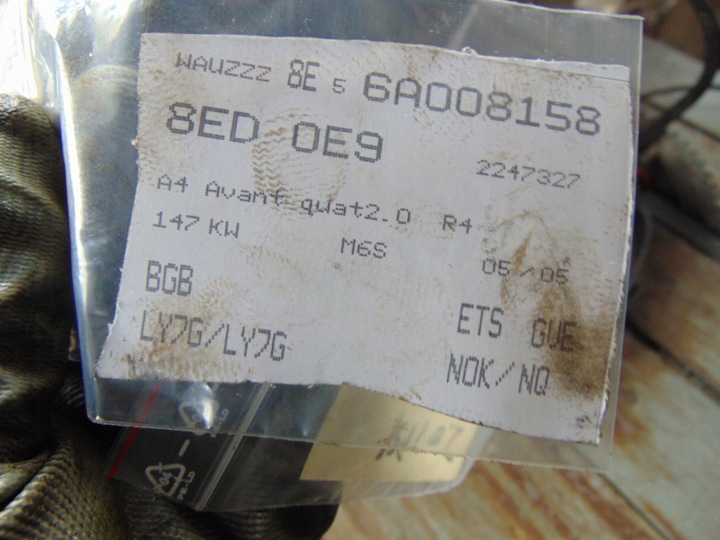 WAUZZZ 8E 5 6A008158
8ED 0E9
2247327
A4 Avant qwat2.0 R4
147 KW M6S 05/05
BGB
ETS GVE
LY7G/LY7G
NOK/NQ